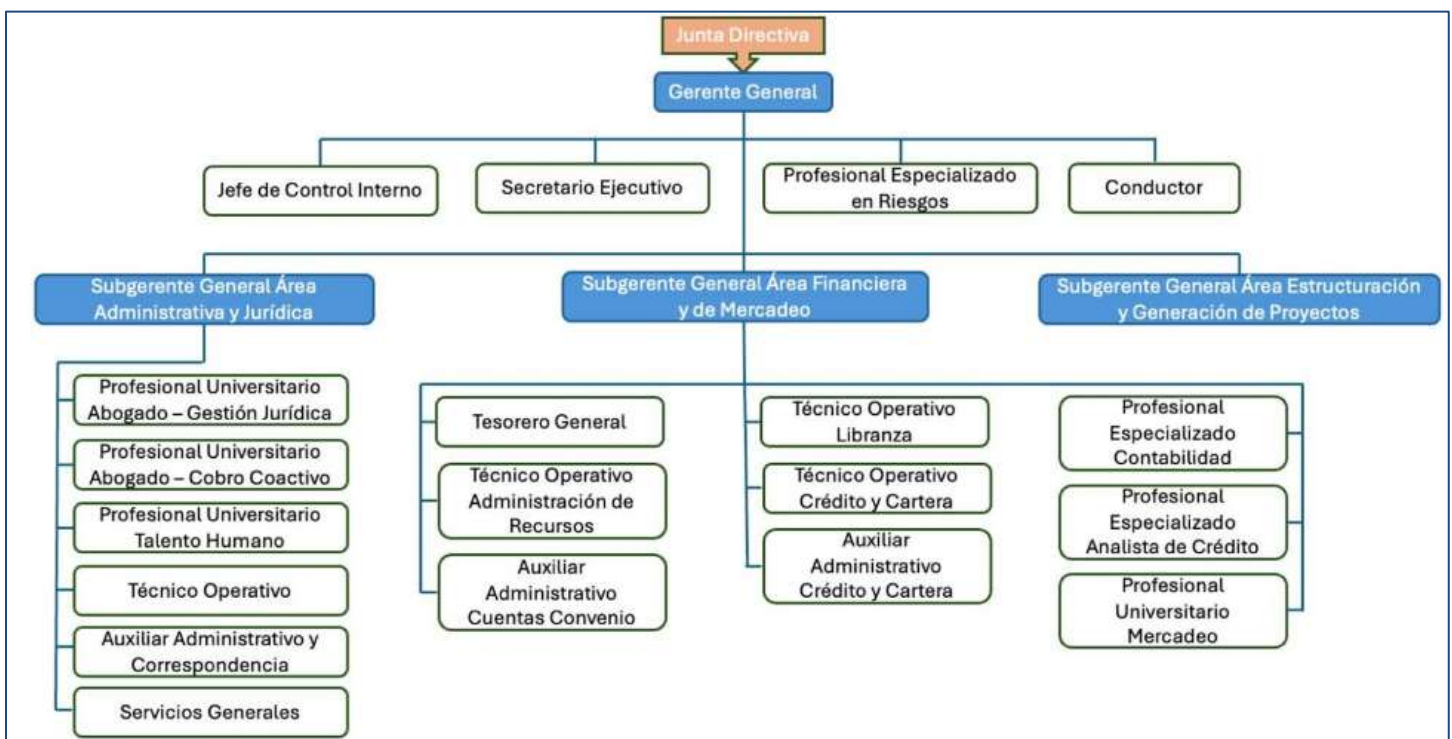 Junta Directiva
Gerente General
Jefe de Control Interno
Secretario Ejecutivo
Profesional Especializado
en Riesgos
Conductor
Subgerente General Área
Administrativa y Jurídica
Subgerente General Área Financiera
y de Mercadeo
Subgerente General Área Estructuración
y Generación de Proyectos
Profesional Universitario
Abogado – Gestión Jurídica
Profesional Universitario
Abogado – Cobro Coactivo
Profesional Universitario
Talento Humano
Técnico Operativo
Auxiliar Administrativo y
Correspondencia
Servicios Generales
Tesorero General
Técnico Operativo
Administración de
Recursos
Auxiliar
Administrativo
Cuentas Convenio
Técnico Operativo
Libranza
Técnico Operativo
Crédito y Cartera
Auxiliar
Administrativo
Crédito y Cartera
Profesional
Especializado
Contabilidad
Profesional
Especializado
Analista de Crédito
Profesional
Universitario
Mercadeo